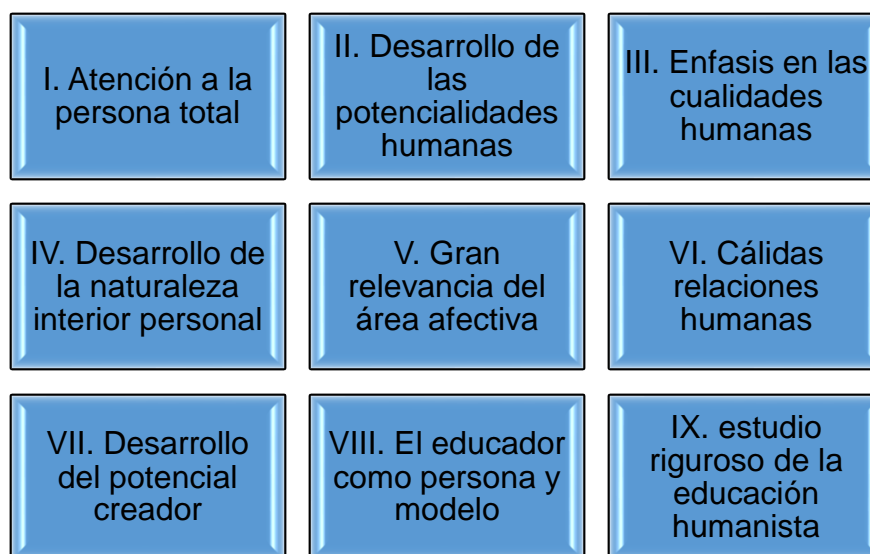 I. Atención a la
persona total
II. Desarrollo de
las
potencialidades
humanas
III. Enfasis en las
cualidades
humanas
IV. Desarrollo de
la naturaleza
interior personal
V. Gran
relevancia del
área afectiva
VI. Cálidas
relaciones
humanas
VII. Desarrollo
del potencial
creador
VIII. El educador
como persona y
modelo
IX. estudio
riguroso de la
educación
humanista